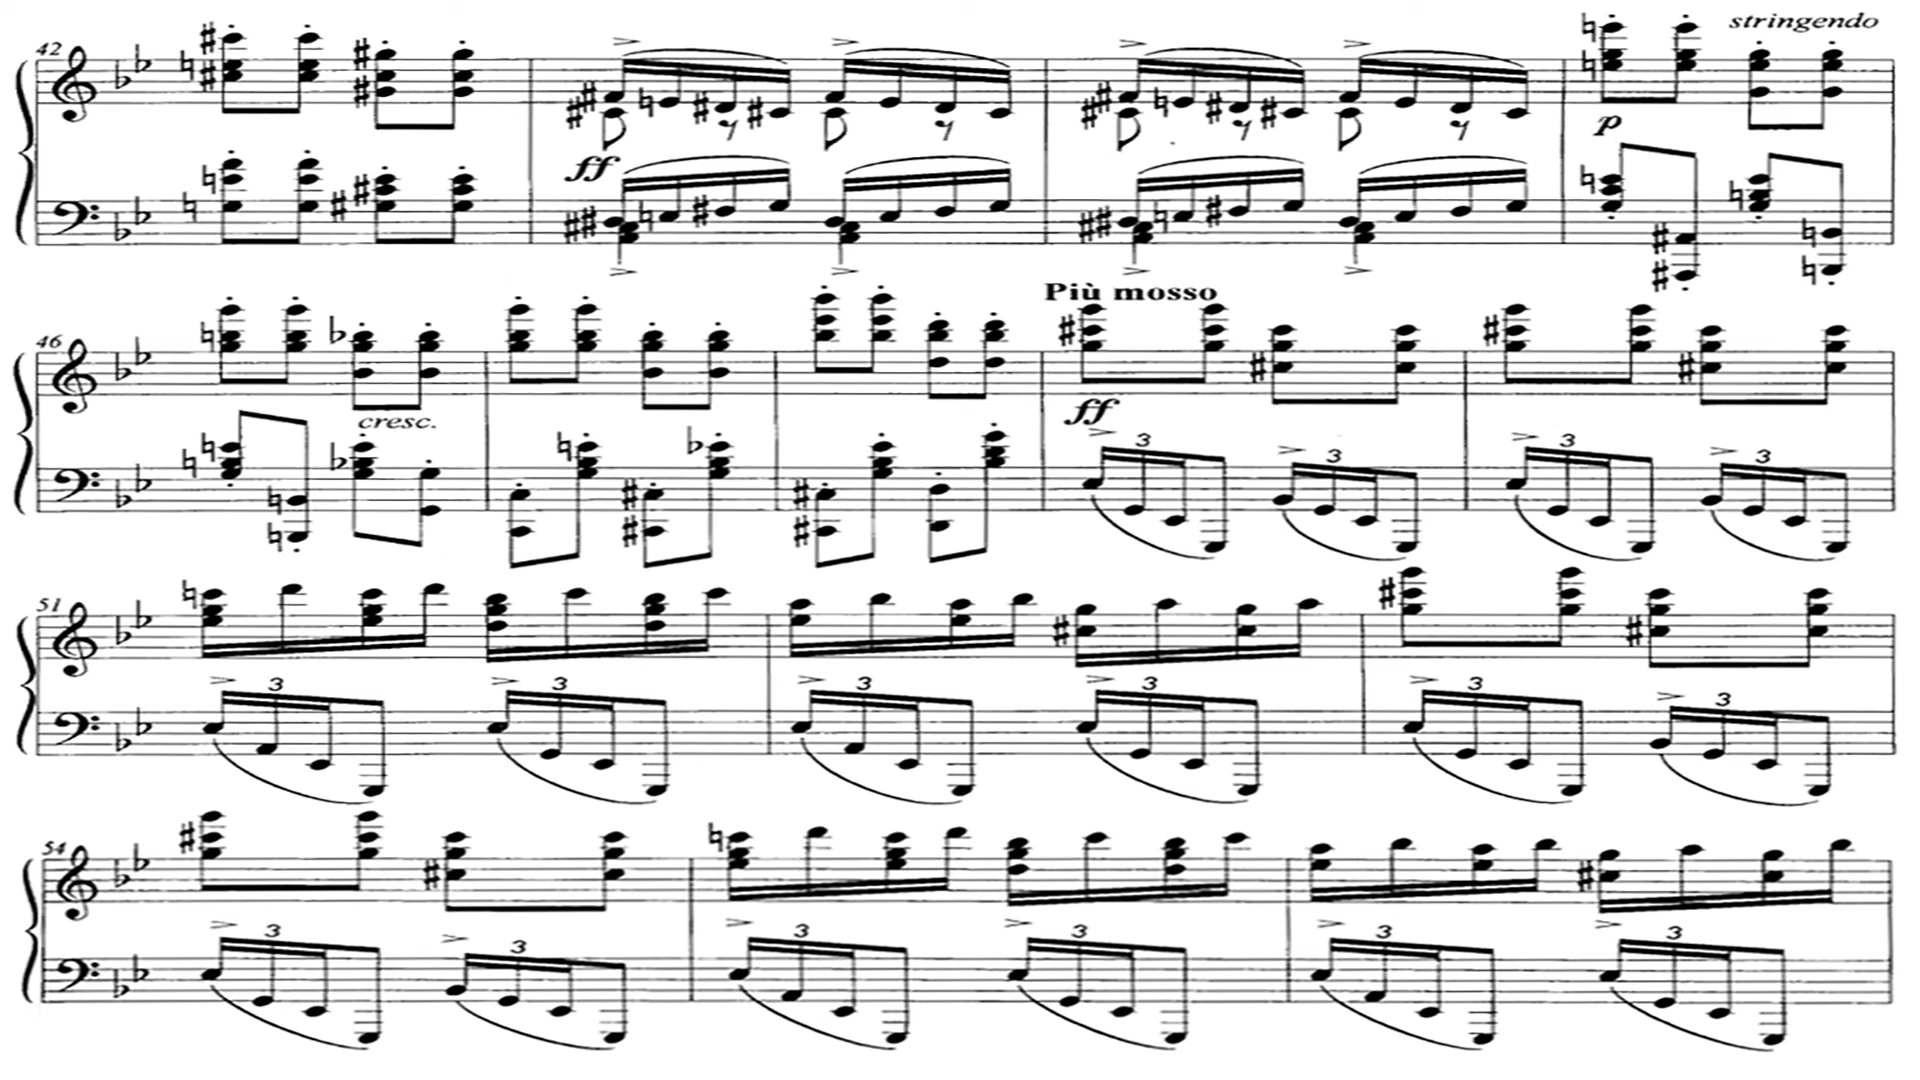 stringendo
42
ff
p
Più mosso
46
cresc.
ff
3 3 3 3
51
3 3 3 3 3 3
54
3 3 3 3 3 3